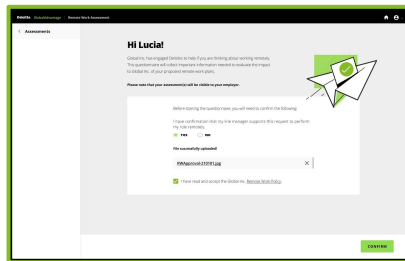 Deloitte. GlobalAdvantage Remote Work Assessment
Assessments
Hi Lucia!
Global Inc. has engaged Deloitte to help if you are thinking about working remotely.
This questionnaire will collect important information needed to evaluate the impact
to Global Inc. of your proposed remote work plans.
Please note that your assessment(s) will be visible to your employer.
Before starting the questionnaire, you will need to confirm the following:
I have confirmation that my line manager supports this request to perform
my role remotely.
YES NO
File successfully uploaded!
RWApproval-210101.jpg
I have read and accept the Global Inc. Remote Work Policy.
CONFIRM